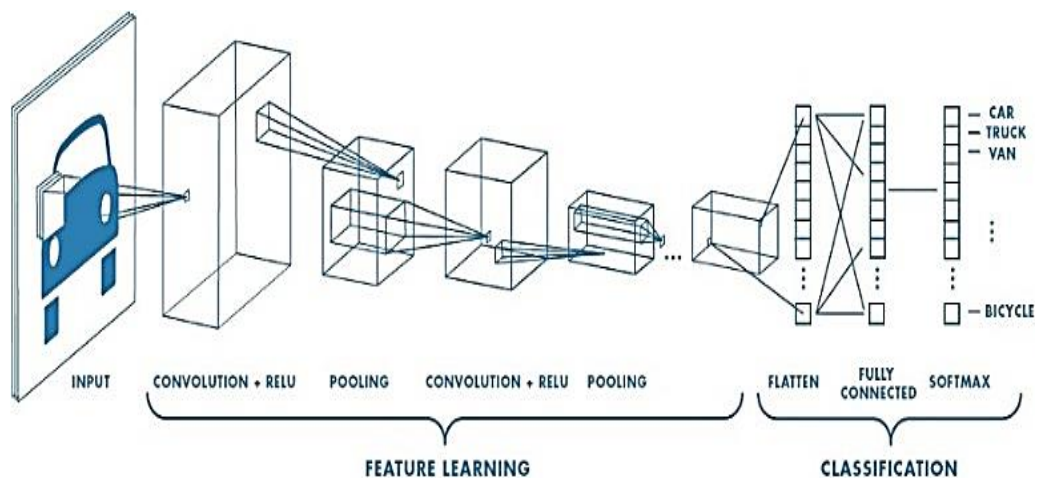 CAR
TRUCK
VAN
BICYCLE
INPUT
CONVOLUTION + RELU
POOLING
CONVOLUTION + RELU
POOLING
FLATTEN
FULLY
CONNECTED
SOFTMAX
FEATURE LEARNING
CLASSIFICATION